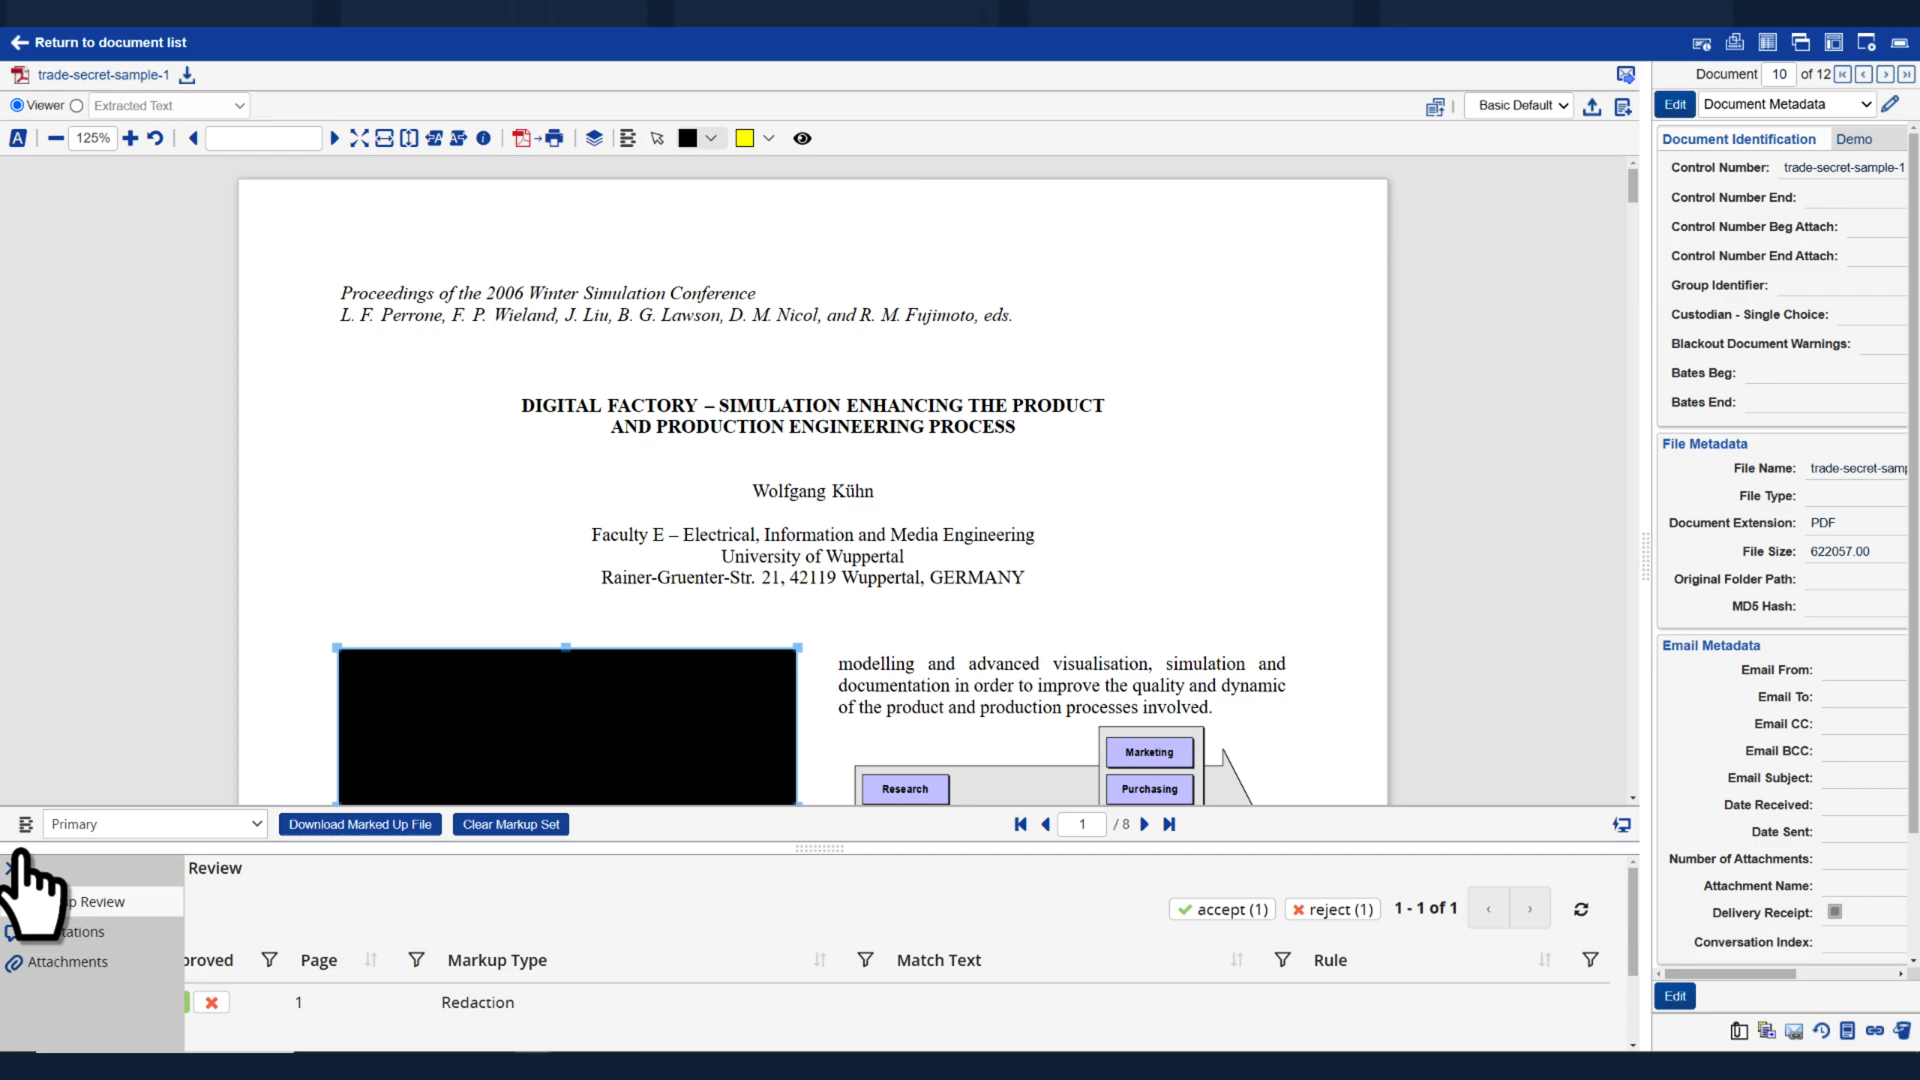 Return to document list
trade-secret-sample-1
Document 10 of 12
Viewer Extracted Text
Basic Default
Edit Document Metadata
125%
Document Identification Demo
Control Number: trade-secret-sample-1
Control Number End:
Control Number Beg Attach:
Control Number End Attach:
Group Identifier:
Custodian - Single Choice:
Blackout Document Warnings:
Bates Beg:
Bates End:
File Metadata
File Name: trade-secret-samp
File Type:
Document Extension: PDF
File Size: 622057.00
Original Folder Path:
MD5 Hash:
Email Metadata
Email From:
Email To:
Email CC:
Email BCC:
Email Subject:
Date Received:
Date Sent:
Number of Attachments:
Attachment Name:
Delivery Receipt:
Conversation Index:
Edit
Proceedings of the 2006 Winter Simulation Conference
L. F. Perrone, F. P. Wieland, J. Liu, B. G. Lawson, D. M. Nicol, and R. M. Fujimoto, eds.
DIGITAL FACTORY – SIMULATION ENHANCING THE PRODUCT
AND PRODUCTION ENGINEERING PROCESS
Wolfgang Kühn
Faculty E – Electrical, Information and Media Engineering
University of Wuppertal
Rainer-Gruenter-Str. 21, 42119 Wuppertal, GERMANY
modelling and advanced visualisation, simulation and
documentation in order to improve the quality and dynamic
of the product and production processes involved.
Marketing
Research
Purchasing
Primary
Download Marked Up File
Clear Markup Set
1 / 8
Review
p Review
tations
Attachments
accept (1)
reject (1)
1 - 1 of 1
proved Page Markup Type Match Text Rule
1 Redaction